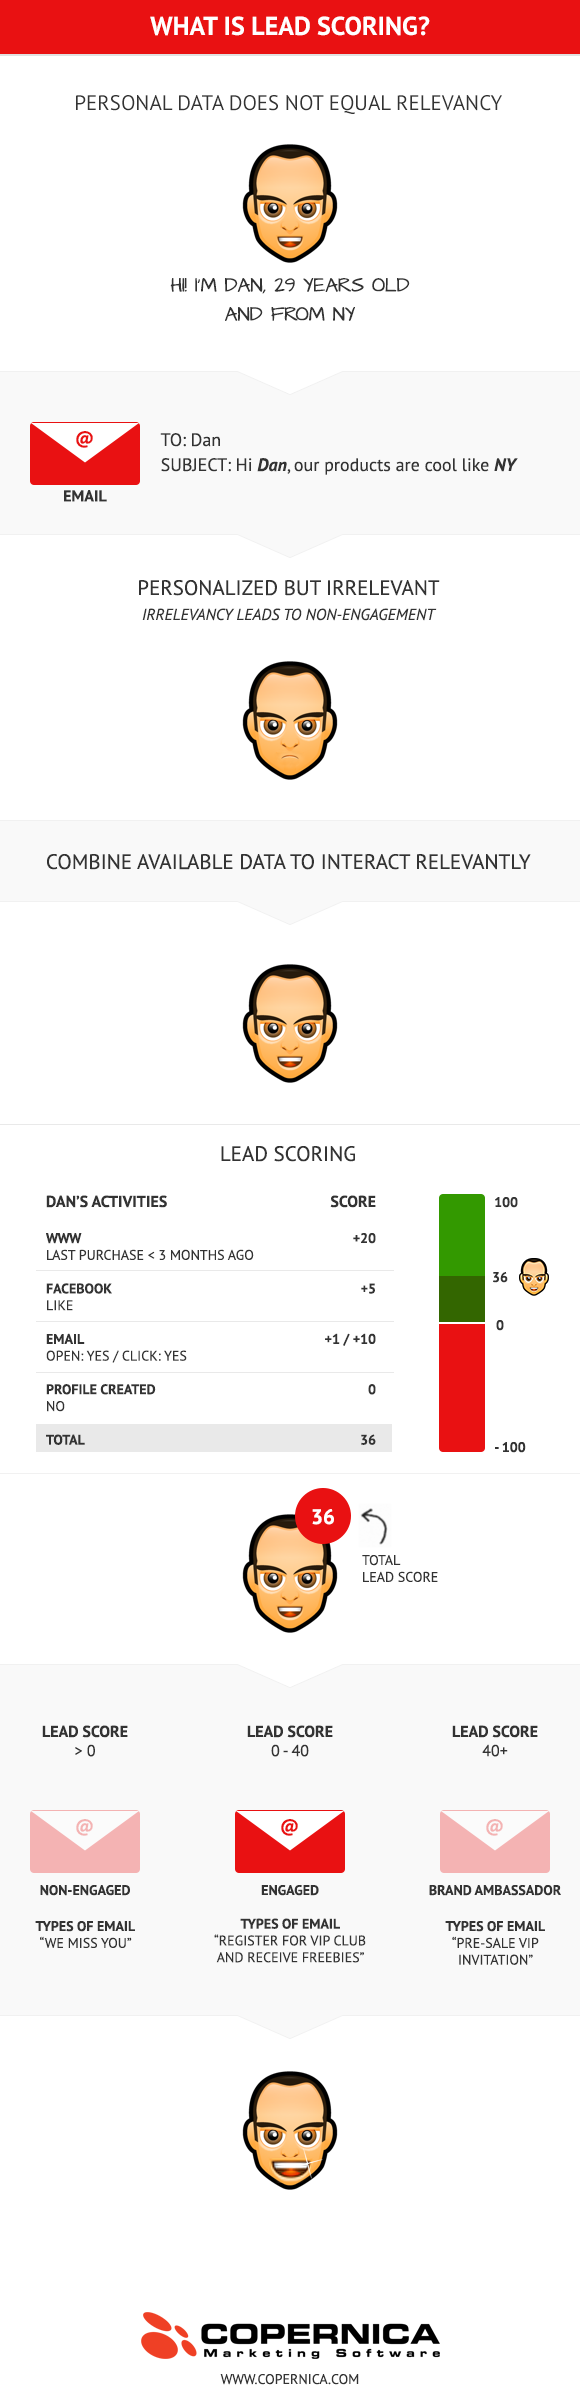 WHAT IS LEAD SCORING?
PERSONAL DATA DOES NOT EQUAL RELEVANCY
HI! I'M DAN, 29 YEARS OLD
AND FROM NY
@
EMAIL
TO: Dan
SUBJECT: Hi Dan, our products are cool like NY
PERSONALIZED BUT IRRELEVANT
IRRELEVANCY LEADS TO NON-ENGAGEMENT
COMBINE AVAILABLE DATA TO INTERACT RELEVANTLY
LEAD SCORING
DAN'S ACTIVITIES SCORE
WWW +20
LAST PURCHASE < 3 MONTHS AGO
FACEBOOK +5
LIKE
EMAIL +1 / +10
OPEN: YES / CLICK: YES
PROFILE CREATED 0
NO
TOTAL 36
100
36
0
- 100
36
TOTAL
LEAD SCORE
LEAD SCORE
> 0
@
NON-ENGAGED
TYPES OF EMAIL
"WE MISS YOU"
LEAD SCORE
0 - 40
@
ENGAGED
TYPES OF EMAIL
"REGISTER FOR VIP CLUB
AND RECEIVE FREEBIES"
LEAD SCORE
40+
@
BRAND AMBASSADOR
TYPES OF EMAIL
"PRE-SALE VIP
INVITATION"
COPERNICA
Marketing Software
WWW.COPERNICA.COM